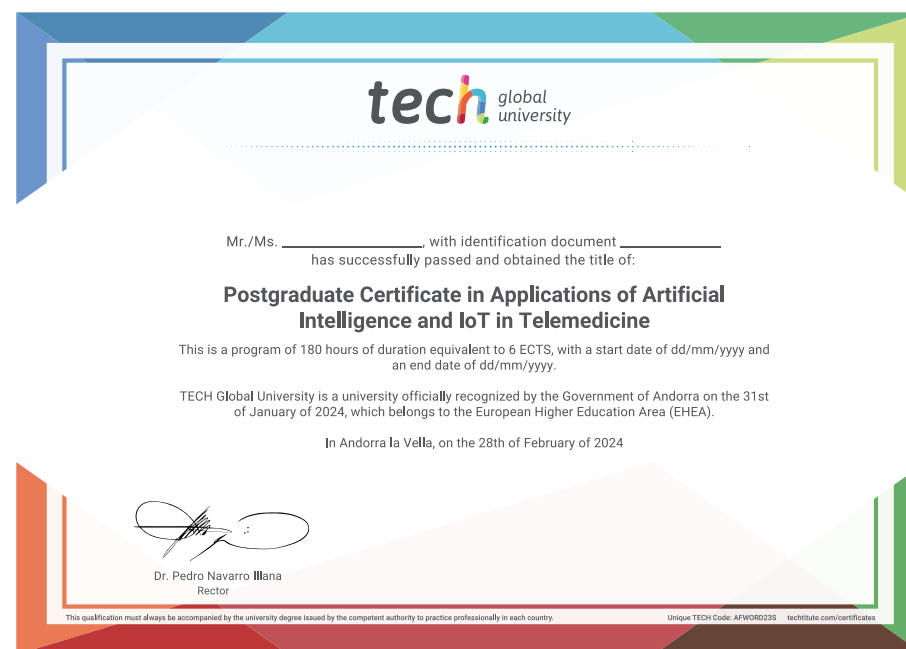 tech global university
Mr./Ms. ____________, with identification document ____________
has successfully passed and obtained the title of:
Postgraduate Certificate in Applications of Artificial
Intelligence and IoT in Telemedicine
This is a program of 180 hours of duration equivalent to 6 ECTS, with a start date of dd/mm/yyyy and
an end date of dd/mm/yyyy.
TECH Global University is a university officially recognized by the Government of Andorra on the 31st
of January of 2024, which belongs to the European Higher Education Area (EHEA).
In Andorra la Vella, on the 28th of February of 2024
Dr. Pedro Navarro Illana
Rector
This qualification must always be accompanied by the university degree issued by the competent authority to practice professionally in each country.
Unique TECH Code: AFWORD23S techtitute.com/certificates